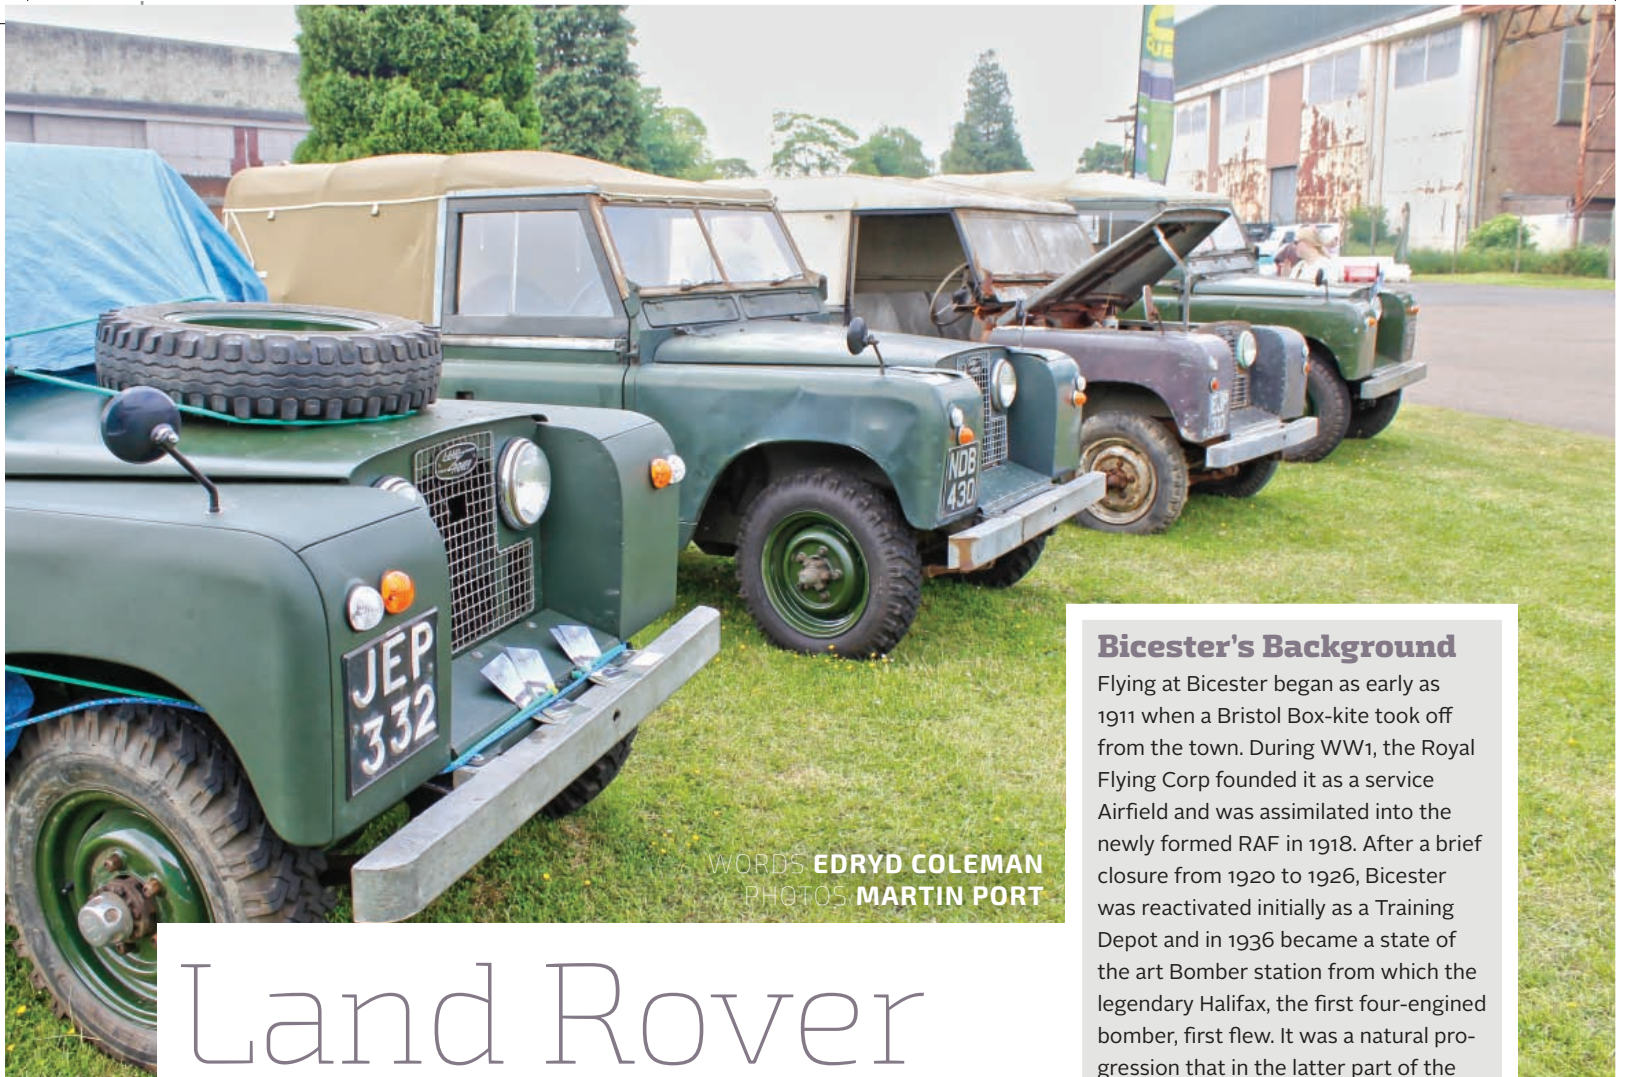 LAND
ROVER
JEP
332
NDB
430
WORDS EDRYD COLEMAN
PHOTOS MARTIN PORT
Land Rover
Bicester's Background
Flying at Bicester began as early as
1911 when a Bristol Box-kite took off
from the town. During WW1, the Royal
Flying Corp founded it as a service
Airfield and was assimilated into the
newly formed RAF in 1918. After a brief
closure from 1920 to 1926, Bicester
was reactivated initially as a Training
Depot and in 1936 became a state of
the art Bomber station from which the
legendary Halifax, the first four-engined
bomber, first flew. It was a natural pro-
gression that in the latter part of the